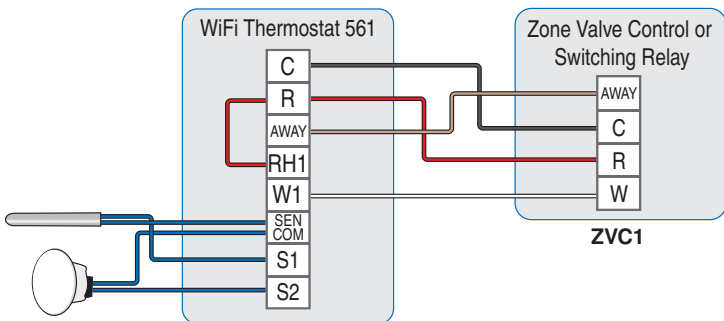 WiFi Thermostat 561
C
R
AWAY
RH1
W1
SEN
COM
S1
S2
Zone Valve Control or
Switching Relay
AWAY
C
R
W
ZVC1